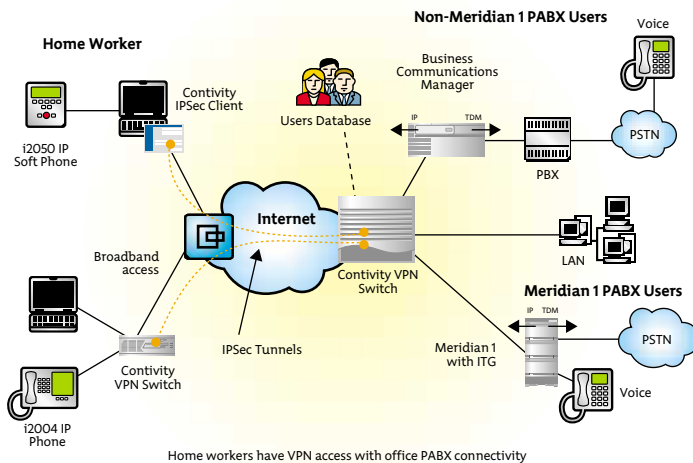 Non-Meridian 1 PABX Users
Home Worker
Voice
Business
Communications
Manager
Contivity
IPSec Client
Users Database
IP
TDM
i2050 IP
Soft Phone
PSTN
PBX
Internet
Broadband
access
LAN
Contivity VPN
Switch
Meridian 1 PABX Users
IP
TDM
IPSec Tunnels
Meridian 1
with ITG
PSTN
Contivity
VPN Switch
Voice
i2004 IP
Phone
Home workers have VPN access with office PABX connectivity